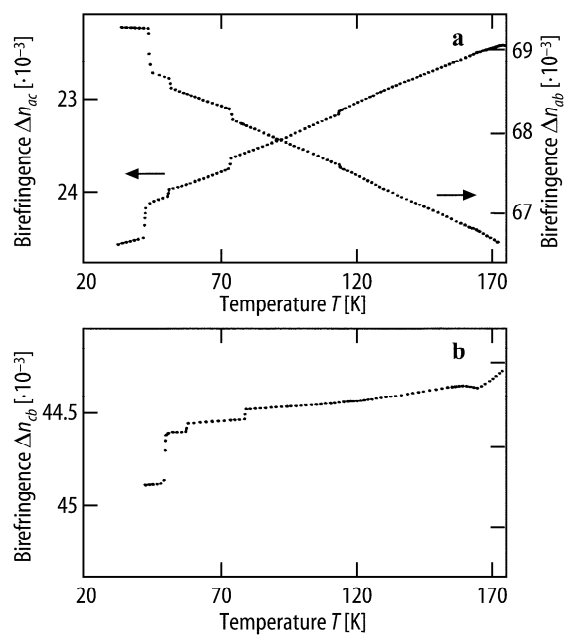 a
Birefringence Δn_ac [·10⁻³]
23
24
69
68
67
Birefringence Δn_ab [·10⁻³]
20 70 120 170
Temperature T [K]
b
Birefringence Δn_cb [·10⁻³]
44.5
45
20 70 120 170
Temperature T [K]